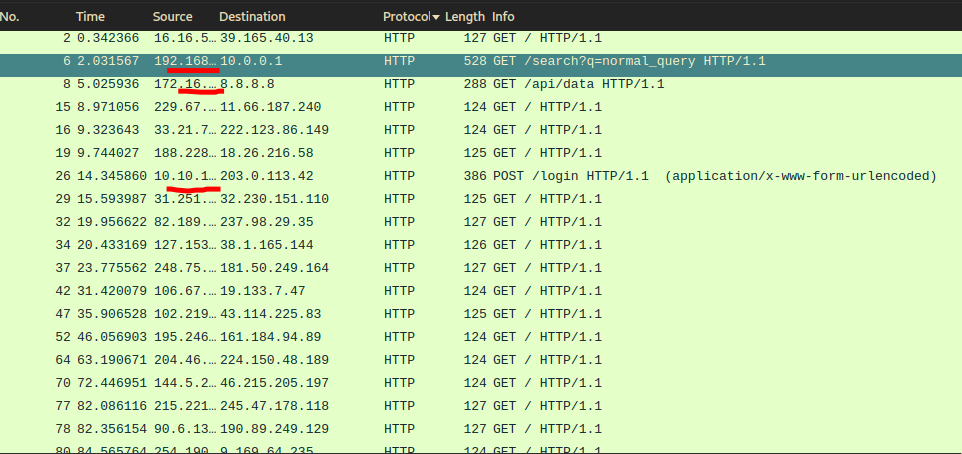 No. Time Source Destination Protocol Length Info
2 0.342366 16.16.5… 39.165.40.13 HTTP 127 GET / HTTP/1.1
6 2.031567 192.168… 10.0.0.1 HTTP 528 GET /search?q=normal_query HTTP/1.1
8 5.025936 172.16.… 8.8.8.8 HTTP 288 GET /api/data HTTP/1.1
15 8.971056 229.67.… 11.66.187.240 HTTP 124 GET / HTTP/1.1
16 9.323643 33.21.7… 222.123.86.149 HTTP 124 GET / HTTP/1.1
19 9.744027 188.228… 18.26.216.58 HTTP 125 GET / HTTP/1.1
26 14.345860 10.10.1… 203.0.113.42 HTTP 386 POST /login HTTP/1.1 (application/x-www-form-urlencoded)
29 15.593987 31.251.… 32.230.151.110 HTTP 125 GET / HTTP/1.1
32 19.956622 82.189.… 237.98.29.35 HTTP 127 GET / HTTP/1.1
34 20.433169 127.153… 38.1.165.144 HTTP 126 GET / HTTP/1.1
37 23.775562 248.75.… 181.50.249.164 HTTP 127 GET / HTTP/1.1
42 31.420079 106.67.… 19.133.7.47 HTTP 124 GET / HTTP/1.1
47 35.906528 102.219… 43.114.225.83 HTTP 125 GET / HTTP/1.1
52 46.056903 195.246… 161.184.94.89 HTTP 124 GET / HTTP/1.1
64 63.190671 204.46.… 224.150.48.189 HTTP 124 GET / HTTP/1.1
70 72.446951 144.5.2… 46.215.205.197 HTTP 124 GET / HTTP/1.1
77 82.086116 215.221… 245.47.178.118 HTTP 127 GET / HTTP/1.1
78 82.356154 90.6.13… 190.89.249.129 HTTP 127 GET / HTTP/1.1
80 84.565764 254.190… 9.169.64.235 HTTP 124 GET / HTTP/1.1